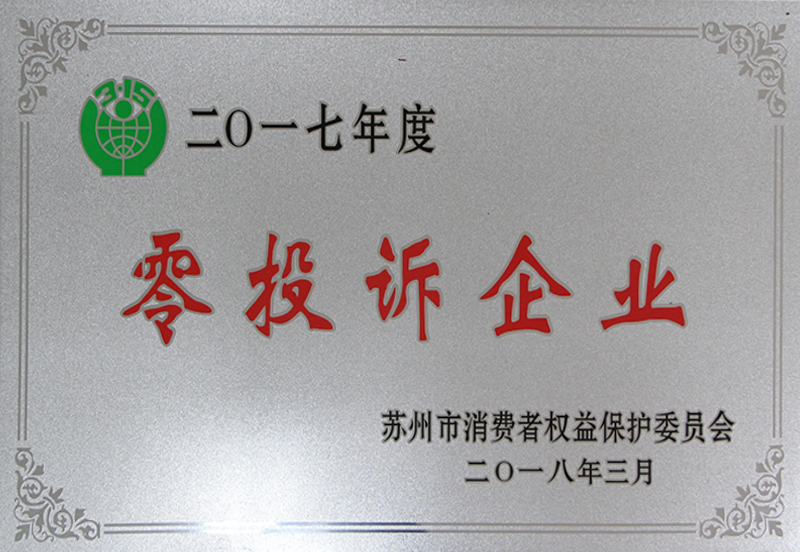 3·15
二〇一七年度
零投诉企业
苏州市消费者权益保护委员会
二〇一八年三月